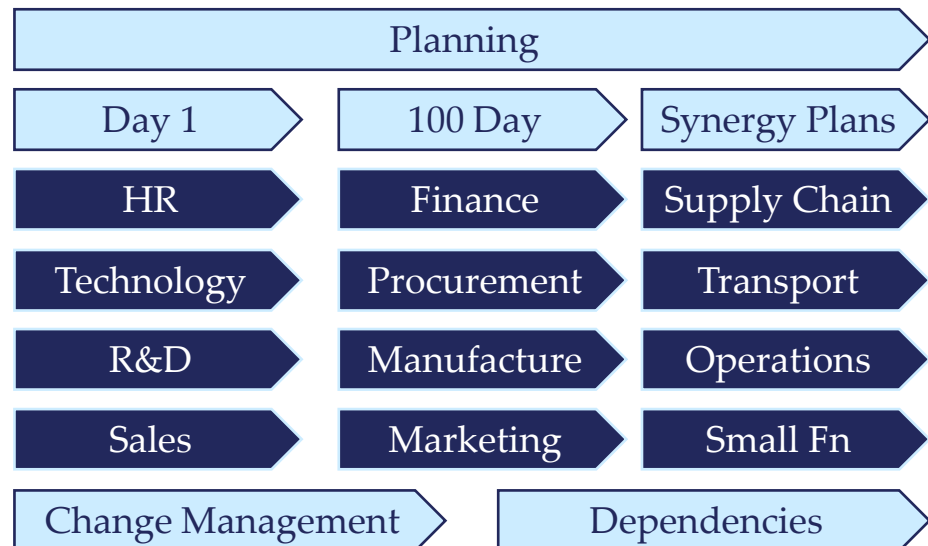 Planning
Day 1
100 Day
Synergy Plans
HR
Finance
Supply Chain
Technology
Procurement
Transport
R&D
Manufacture
Operations
Sales
Marketing
Small Fn
Change Management
Dependencies